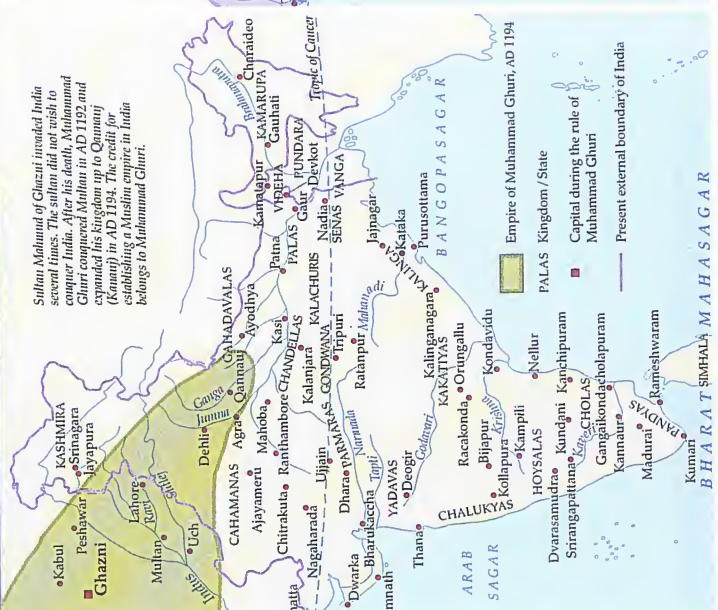 Sultan Mahmud of Ghazni invaded India
several times. The sultan did not wish to
conquer India. After his death, Muhammad
Ghuri conquered Multan in AD 1192 and
expanded his kingdom up to Qannauj
(Kanauj) in AD 1194. The credit for
establishing a Muslim empire in India
belongs to Muhammad Ghuri.
KASHMIRA
Srinagara
Jayapura
Kabul
Peshawar
Ghazni
Lahore
Ravi
Sutlej
Multan
Uch
Indus
Dehli
Ganga
Jumna
Agra
Qannauj
GAHADAVALAS
Ayodhya
Kasi
Patna
PALAS
Kamatapur
VIDEHA
Gaur
PUNDARA
Devkot
Nadia
SENAS
VANGA
Brahmaputra
KAMARUPA
Gauhati
Charaideo
Tropic of Cancer
CAHAMANAS
Ajayameru
Mahoba
Ranthambore
CHANDELLAS
Kalanjara
KALACHURIS
GONDWANA
Tripuri
Chitrakuta
Ujjain
PARMARAS
Dhara
Nagaharada
Narmada
Tapti
Ratanpur
Mahanadi
Jajnagar
Kataka
KALINGA
Purusottama
Dwarka
mnath
Bharukaccha
YADAVAS
Deogir
Godavari
Kalinganagara
KAKATIYAS
Orungallu
Racakonda
Kondavidu
Thana
Bijapur
Krisna
Kollapura
Kampili
CHALUKYAS
HOYSALAS
Nellur
Dvarasamudra
Kundani
Kanchipuram
Srirangapattana
CHOLAS
Gangaikondacholapuram
Kannaur
Madurai
PANDYAS
Rameshwaram
Kumari
SIMHALA
ARAB
SAGAR
BANGOPASAGAR
BHARAT MAHASAGAR
Empire of Muhammad Ghuri, AD 1194
PALAS Kingdom / State
Capital during the rule of
Muhammad Ghuri
Present external boundary of India